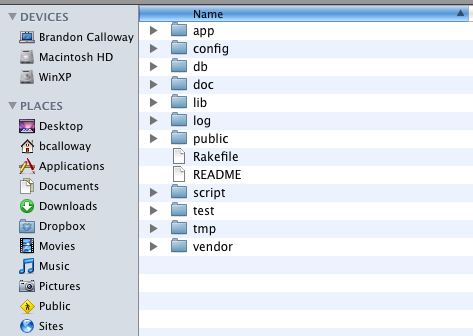 DEVICES
Brandon Calloway
Macintosh HD
WinXP
PLACES
Desktop
bcalloway
Applications
Documents
Downloads
Dropbox
Movies
Music
Pictures
Public
Sites
Name
app
config
db
doc
lib
log
public
Rakefile
README
script
test
tmp
vendor